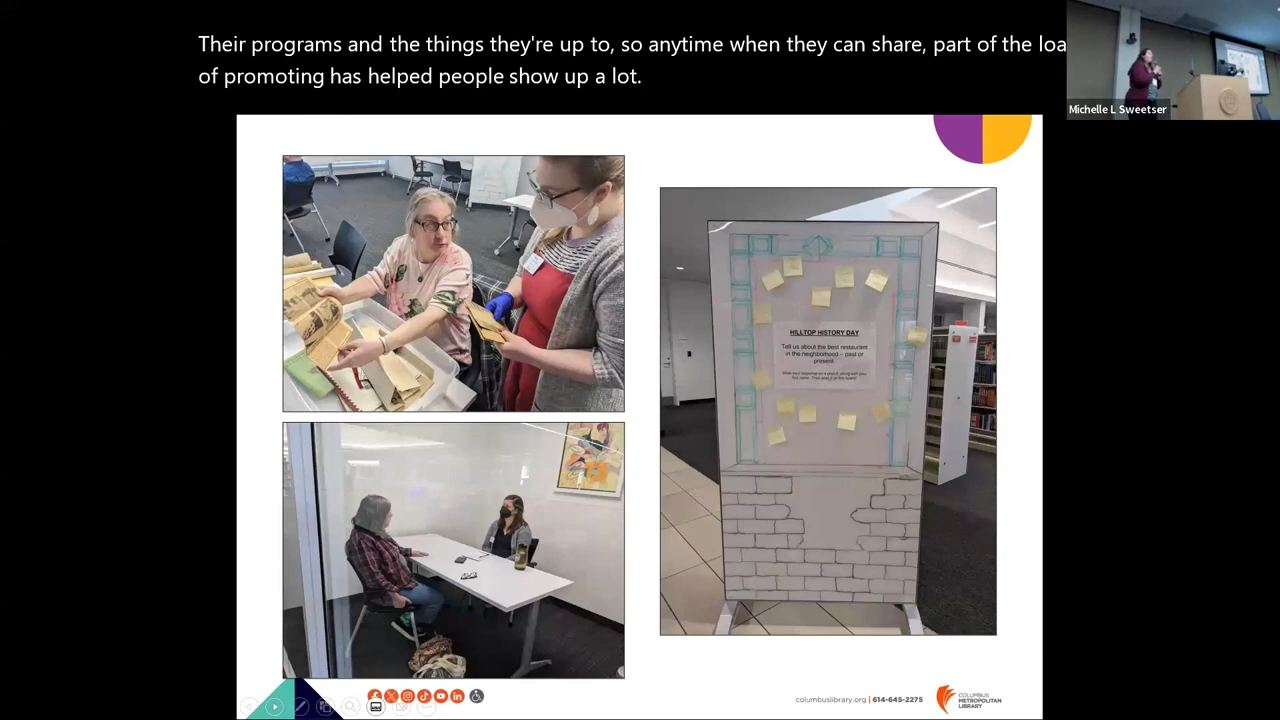 Their programs and the things they're up to, so anytime when they can share, part of the loa
of promoting has helped people show up a lot.
Michelle L Sweetser
HILLTOP HISTORY DAY
Tell us about the best restaurant
in the neighborhood – past or
present.
columbuslibrary.org | 614-645-2275
COLUMBUS
METROPOLITAN
LIBRARY